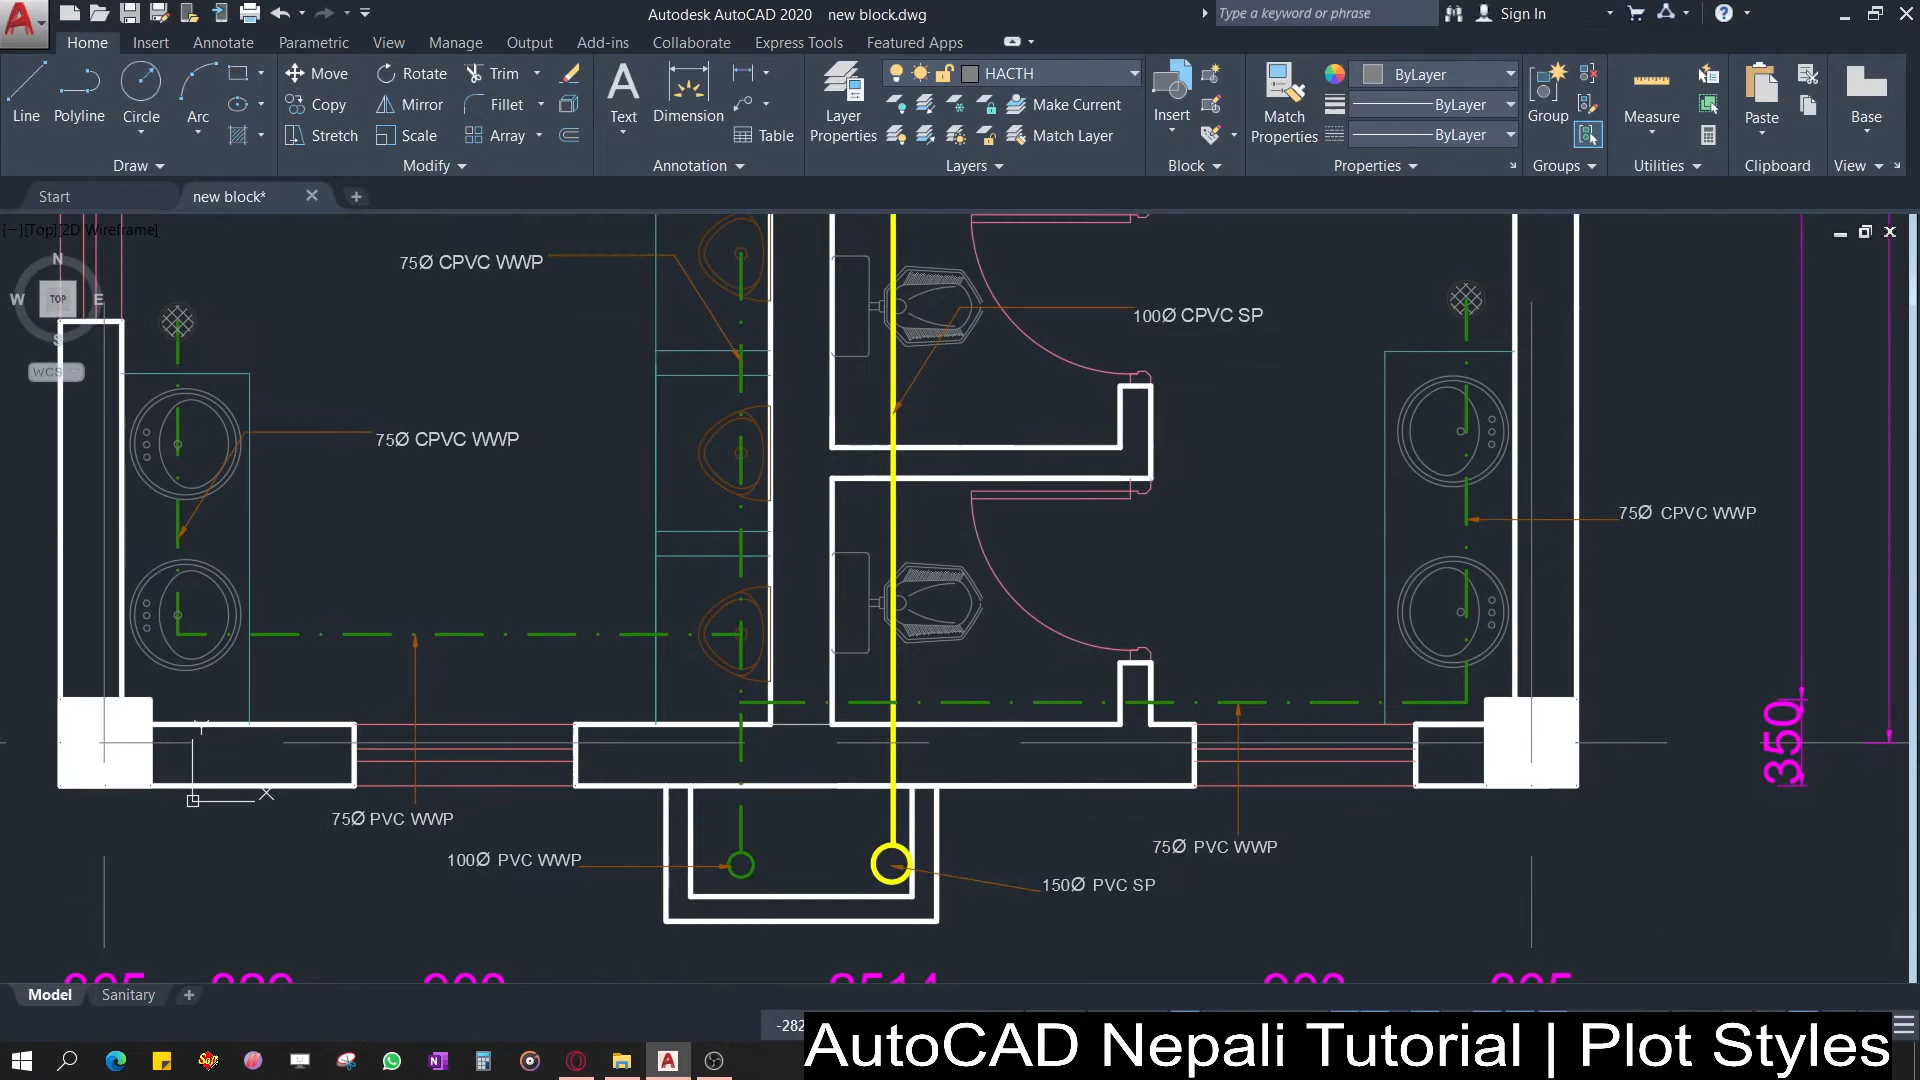 Autodesk AutoCAD 2020 new block.dwg
Type a keyword or phrase
Sign In
Home Insert Annotate Parametric View Manage Output Add-ins Collaborate Express Tools Featured Apps
Line Polyline Circle Arc
Move Rotate Trim
Copy Mirror Fillet
Stretch Scale Array
Text Dimension Table
Layer Properties
HACTH
Make Current
Match Layer
Insert
Match Properties
ByLayer
ByLayer
ByLayer
Group
Measure
Paste
Base
Draw Modify Annotation Layers Block Properties Groups Utilities Clipboard View
Start new block*
[−][Top][2D Wireframe]
N
W TOP E
S
WCS
75Ø CPVC WWP
100Ø CPVC SP
75Ø CPVC WWP
75Ø CPVC WWP
350
75Ø PVC WWP
75Ø PVC WWP
100Ø PVC WWP
150Ø PVC SP
Y
X
Model Sanitary
-282
AutoCAD Nepali Tutorial | Plot Styles